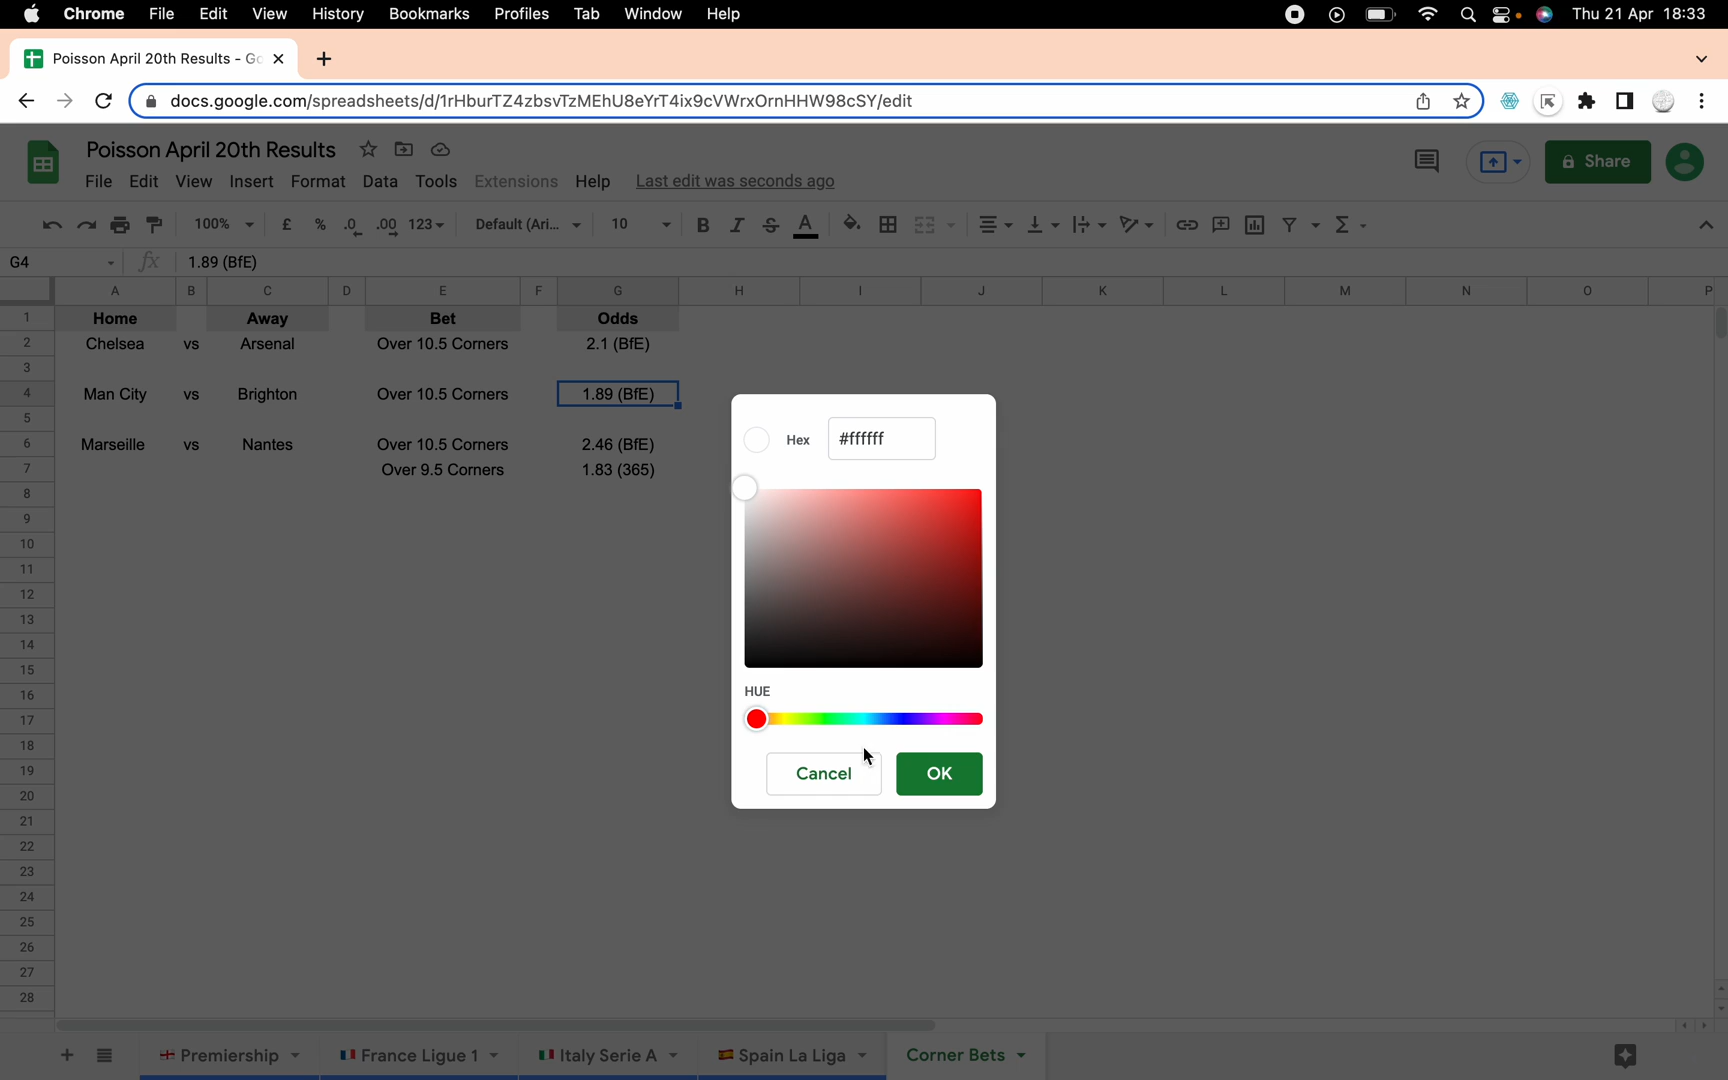 Chrome File Edit View History Bookmarks Profiles Tab Window Help Thu 21 Apr 18:33
Poisson April 20th Results - Go
docs.google.com/spreadsheets/d/1rHburTZ4zbsvTzMEhU8eYrT4ix9cVWrxOrnHHW98cSY/edit
Poisson April 20th Results
Share
File Edit View Insert Format Data Tools Extensions Help Last edit was seconds ago
100% £ % .0 .00 123 Default (Ari... 10 B I S A Σ
G4 fx 1.89 (BfE)
A B C D E F G H I J K L M N O P
1 Home Away Bet Odds
2 Chelsea vs Arsenal Over 10.5 Corners 2.1 (BfE)
3
4 Man City vs Brighton Over 10.5 Corners 1.89 (BfE)
5
6 Marseille vs Nantes Over 10.5 Corners 2.46 (BfE)
7 Over 9.5 Corners 1.83 (365)
8
9
10
11
12
13
14
15
16
17
18
19
20
21
22
23
24
25
26
27
28
Hex #ffffff
HUE
Cancel OK
Premiership France Ligue 1 Italy Serie A Spain La Liga Corner Bets